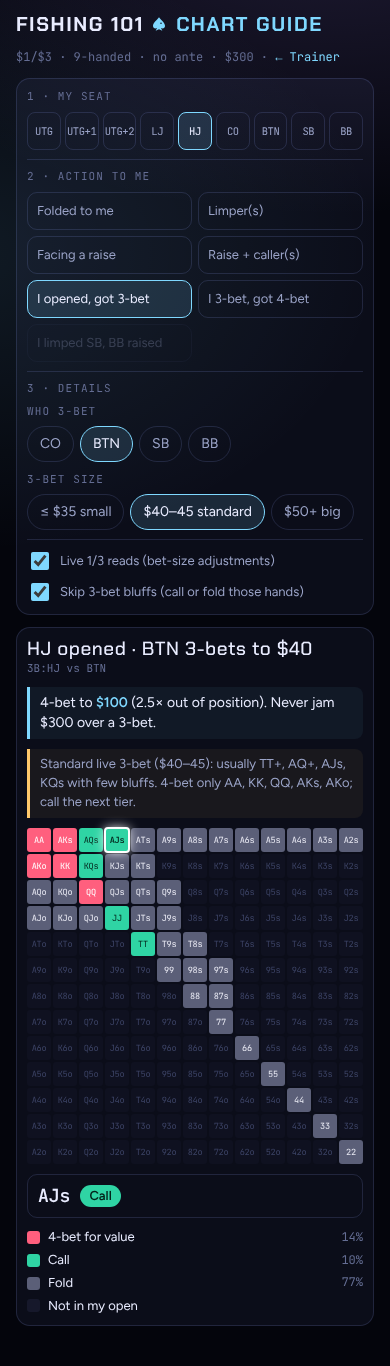 FISHING 101 ♠ CHART GUIDE
$1/$3 · 9-handed · no ante · $300 · ← Trainer
1 · MY SEAT
UTG UTG+1 UTG+2 LJ HJ CO BTN SB BB
2 · ACTION TO ME
Folded to me Limper(s)
Facing a raise Raise + caller(s)
I opened, got 3-bet I 3-bet, got 4-bet
I limped SB, BB raised
3 · DETAILS
WHO 3-BET
CO BTN SB BB
3-BET SIZE
≤ $35 small $40–45 standard $50+ big
Live 1/3 reads (bet-size adjustments)
Skip 3-bet bluffs (call or fold those hands)
HJ opened · BTN 3-bets to $40
3B:HJ vs BTN
4-bet to $100 (2.5× out of position). Never jam
$300 over a 3-bet.
Standard live 3-bet ($40–45): usually TT+, AQ+, AJs,
KQs with few bluffs. 4-bet only AA, KK, QQ, AKs, AKo;
call the next tier.
AA AKs AQs AJs ATs A9s A8s A7s A6s A5s A4s A3s A2s
AKo KK KQs KJs KTs K9s K8s K7s K6s K5s K4s K3s K2s
AQo KQo QQ QJs QTs Q9s Q8s Q7s Q6s Q5s Q4s Q3s Q2s
AJo KJo QJo JJ JTs J9s J8s J7s J6s J5s J4s J3s J2s
ATo KTo QTo JTo TT T9s T8s T7s T6s T5s T4s T3s T2s
A9o K9o Q9o J9o T9o 99 98s 97s 96s 95s 94s 93s 92s
A8o K8o Q8o J8o T8o 98o 88 87s 86s 85s 84s 83s 82s
A7o K7o Q7o J7o T7o 97o 87o 77 76s 75s 74s 73s 72s
A6o K6o Q6o J6o T6o 96o 86o 76o 66 65s 64s 63s 62s
A5o K5o Q5o J5o T5o 95o 85o 75o 65o 55 54s 53s 52s
A4o K4o Q4o J4o T4o 94o 84o 74o 64o 54o 44 43s 42s
A3o K3o Q3o J3o T3o 93o 83o 73o 63o 53o 43o 33 32s
A2o K2o Q2o J2o T2o 92o 82o 72o 62o 52o 42o 32o 22
AJs Call
4-bet for value 14%
Call 10%
Fold 77%
Not in my open